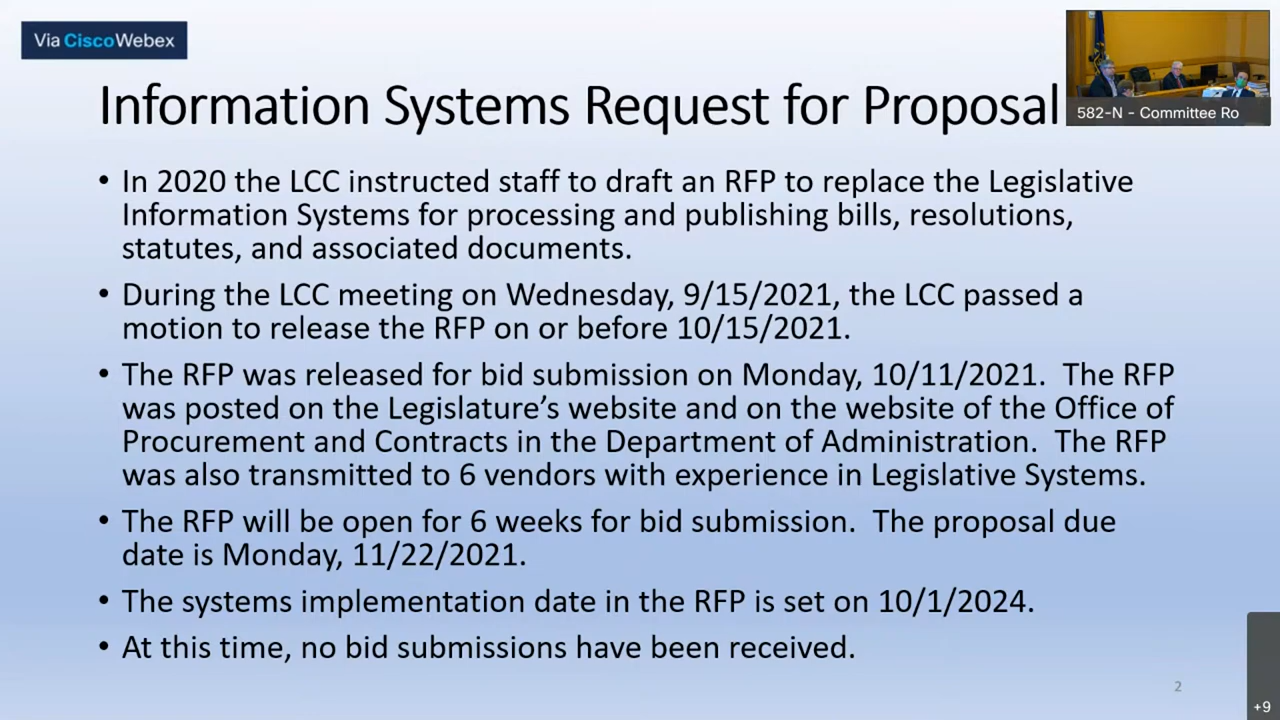 Via Cisco Webex
Information Systems Request for Proposal
582-N - Committee Ro
• In 2020 the LCC instructed staff to draft an RFP to replace the Legislative
Information Systems for processing and publishing bills, resolutions,
statutes, and associated documents.
• During the LCC meeting on Wednesday, 9/15/2021, the LCC passed a
motion to release the RFP on or before 10/15/2021.
• The RFP was released for bid submission on Monday, 10/11/2021.  The RFP
was posted on the Legislature’s website and on the website of the Office of
Procurement and Contracts in the Department of Administration.  The RFP
was also transmitted to 6 vendors with experience in Legislative Systems.
• The RFP will be open for 6 weeks for bid submission.  The proposal due
date is Monday, 11/22/2021.
• The systems implementation date in the RFP is set on 10/1/2024.
• At this time, no bid submissions have been received.
2
+9